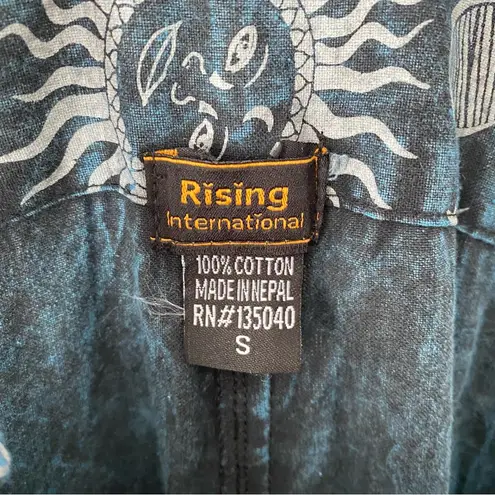 Rising
International
100% COTTON
MADE IN NEPAL
RN#135040
S